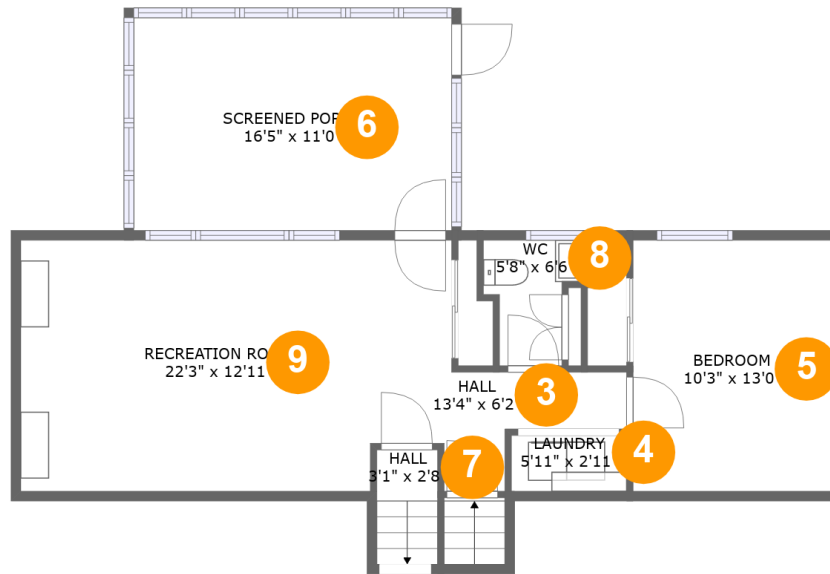 6
SCREENED
16'5" x 11'0
WC
5'8" x 6'6
8
RECREATION
22'3" x 12'11
9
BEDROOM
10'3" x 13'0
5
HALL
13'4" x 6'2
3
LAUNDRY
5'11" x 2'11
4
HALL
3'1" x 2'8
7